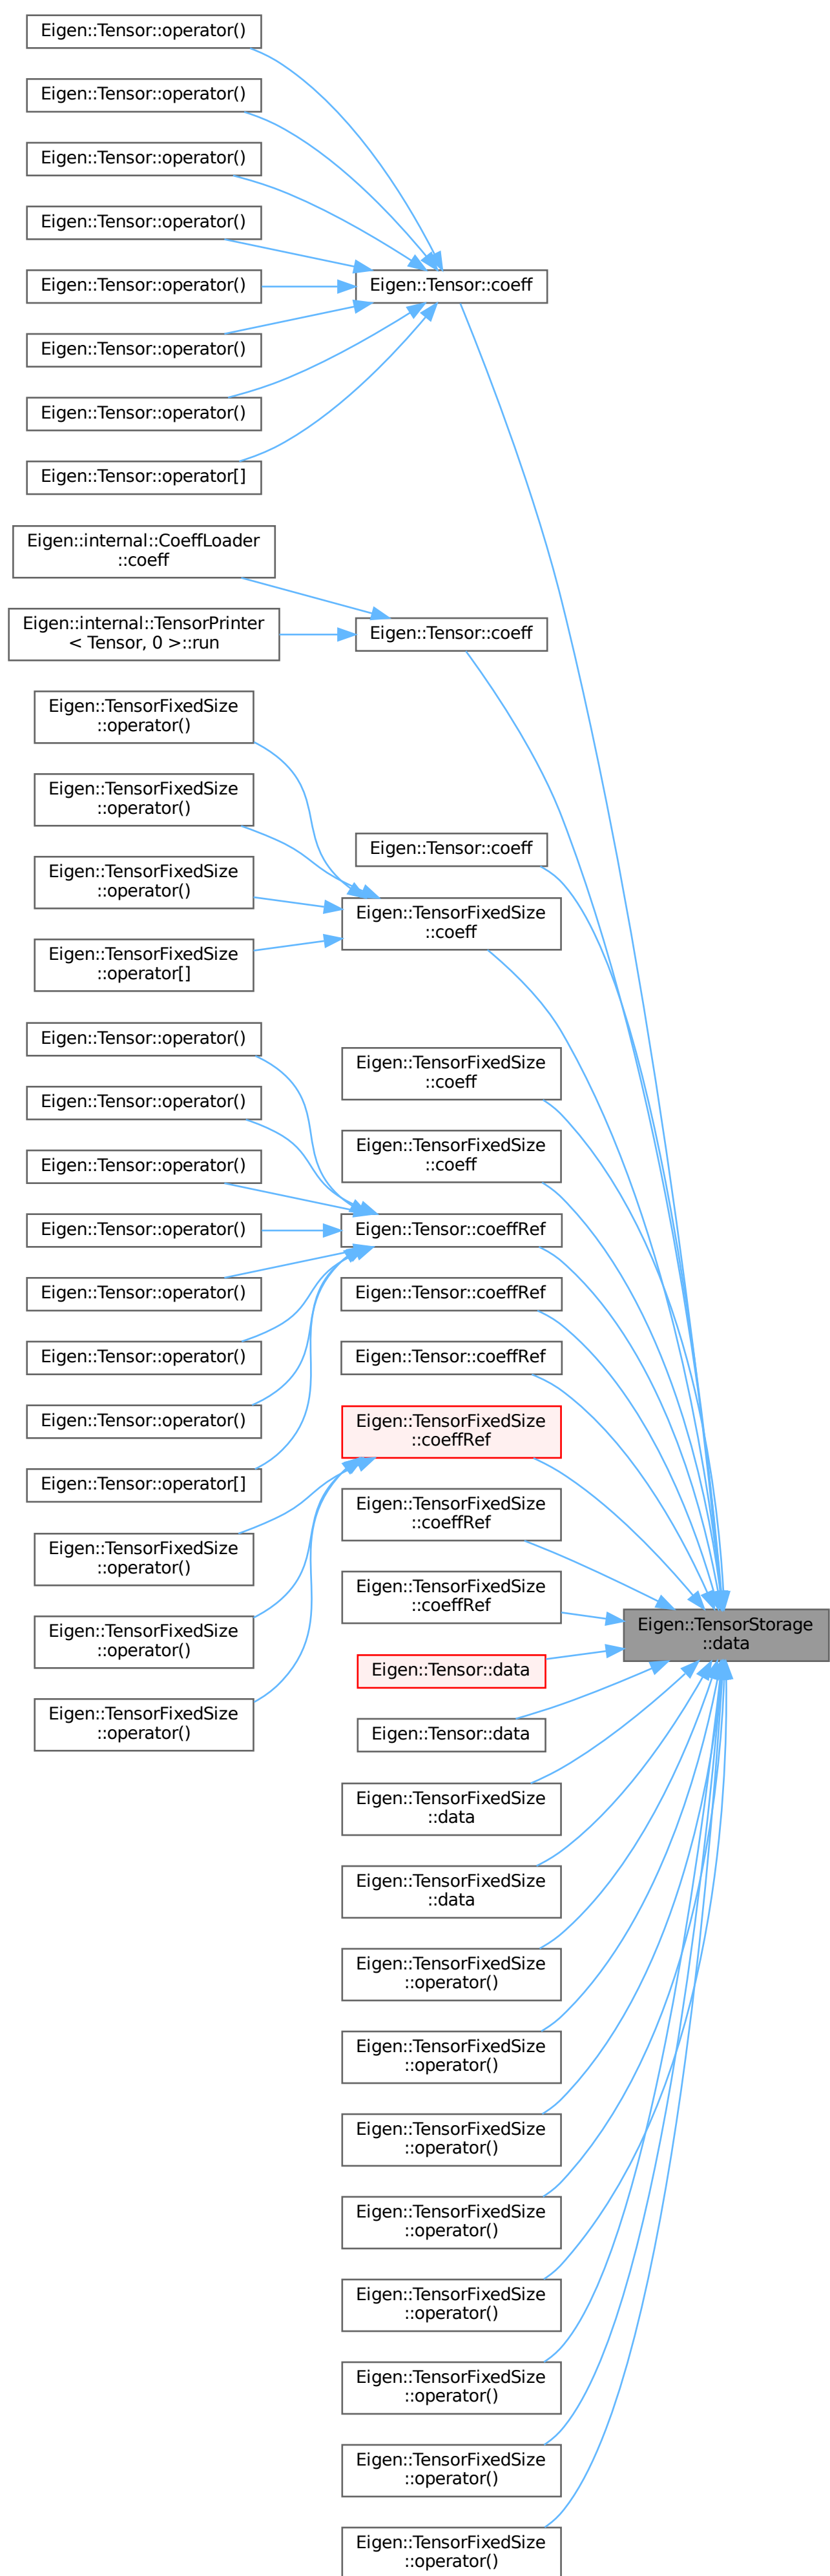 Eigen::Tensor::operator()
Eigen::Tensor::operator()
Eigen::Tensor::operator()
Eigen::Tensor::operator()
Eigen::Tensor::operator()
Eigen::Tensor::operator()
Eigen::Tensor::operator()
Eigen::Tensor::operator[]
Eigen::internal::CoeffLoader
::coeff
Eigen::internal::TensorPrinter
< Tensor, 0 >::run
Eigen::TensorFixedSize
::operator()
Eigen::TensorFixedSize
::operator()
Eigen::TensorFixedSize
::operator()
Eigen::TensorFixedSize
::operator[]
Eigen::Tensor::operator()
Eigen::Tensor::operator()
Eigen::Tensor::operator()
Eigen::Tensor::operator()
Eigen::Tensor::operator()
Eigen::Tensor::operator()
Eigen::Tensor::operator()
Eigen::Tensor::operator[]
Eigen::TensorFixedSize
::operator()
Eigen::TensorFixedSize
::operator()
Eigen::TensorFixedSize
::operator()
Eigen::Tensor::coeff
Eigen::Tensor::coeff
Eigen::Tensor::coeff
Eigen::TensorFixedSize
::coeff
Eigen::TensorFixedSize
::coeff
Eigen::TensorFixedSize
::coeff
Eigen::Tensor::coeffRef
Eigen::Tensor::coeffRef
Eigen::Tensor::coeffRef
Eigen::TensorFixedSize
::coeffRef
Eigen::TensorFixedSize
::coeffRef
Eigen::TensorFixedSize
::coeffRef
Eigen::Tensor::data
Eigen::Tensor::data
Eigen::TensorFixedSize
::data
Eigen::TensorFixedSize
::data
Eigen::TensorFixedSize
::operator()
Eigen::TensorFixedSize
::operator()
Eigen::TensorFixedSize
::operator()
Eigen::TensorFixedSize
::operator()
Eigen::TensorFixedSize
::operator()
Eigen::TensorFixedSize
::operator()
Eigen::TensorFixedSize
::operator()
Eigen::TensorFixedSize
::operator()
Eigen::TensorStorage
::data